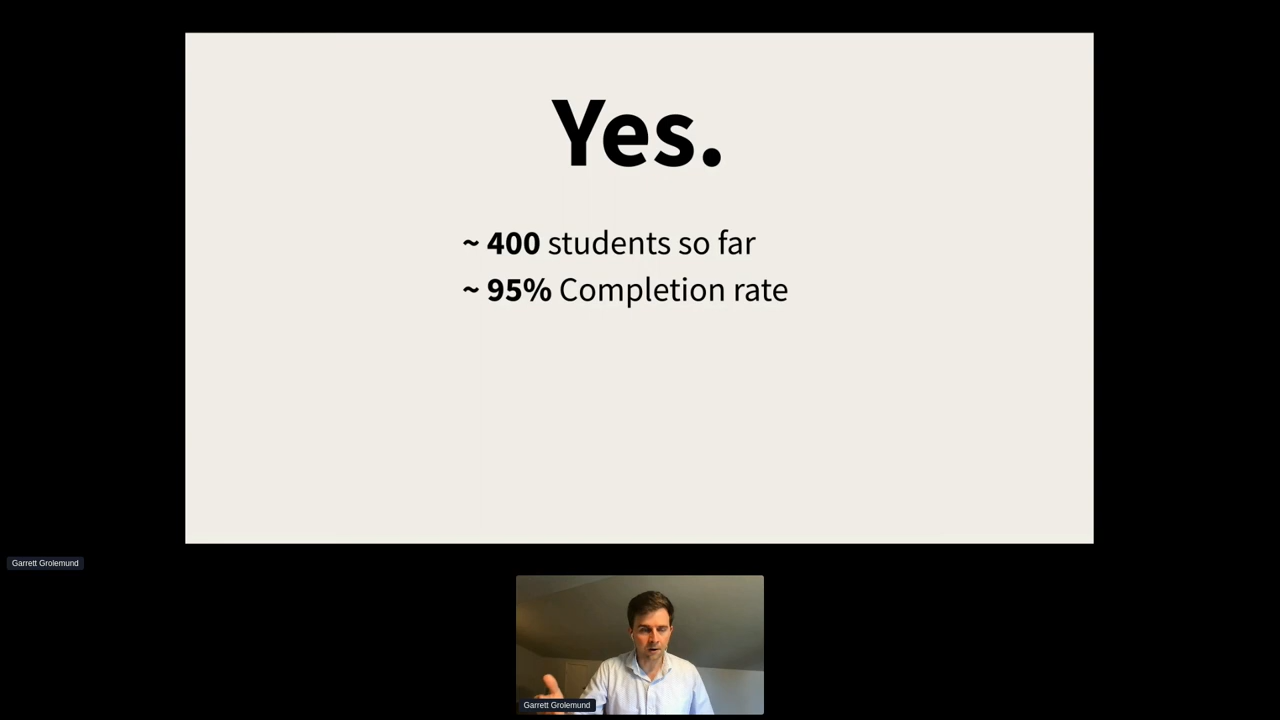 Yes.
~ 400 students so far
~ 95% Completion rate
Garrett Grolemund
Garrett Grolemund